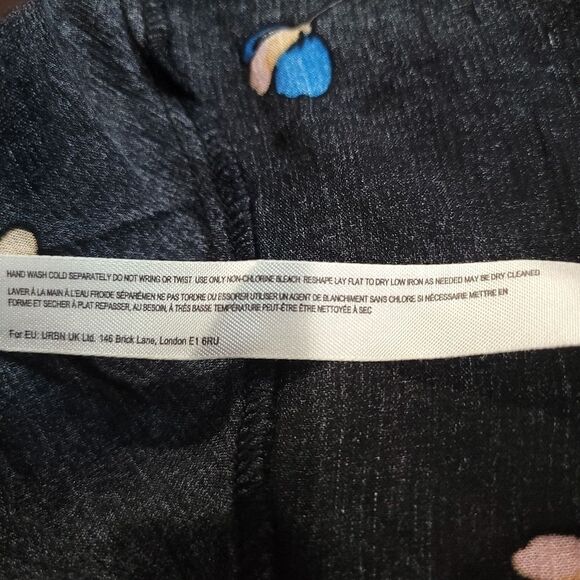 HAND WASH COLD SEPARATELY DO NOT WRING OR TWIST USE ONLY NON-CHLORINE BLEACH RESHAPE LAY FLAT TO DRY LOW IRON AS NEEDED MAY BE DRY CLEANED
LAVER À LA MAIN À L'EAU FROIDE SÉPARÉMEN NE PAS TORDRE OU ESSORER UTILISER UN AGENT DE BLANCHIMENT SANS CHLORE SI NÉCESSAIRE METTRE EN
FORME ET SECHER À PLAT REPASSER, AU BESOIN, À TRÉS BASSE TEMPÉRATURE PEUT-ÊTRE ÊTRE NETTOYÉE À SEC
For EU: URBN UK Ltd. 146 Brick Lane, London E1 6RU